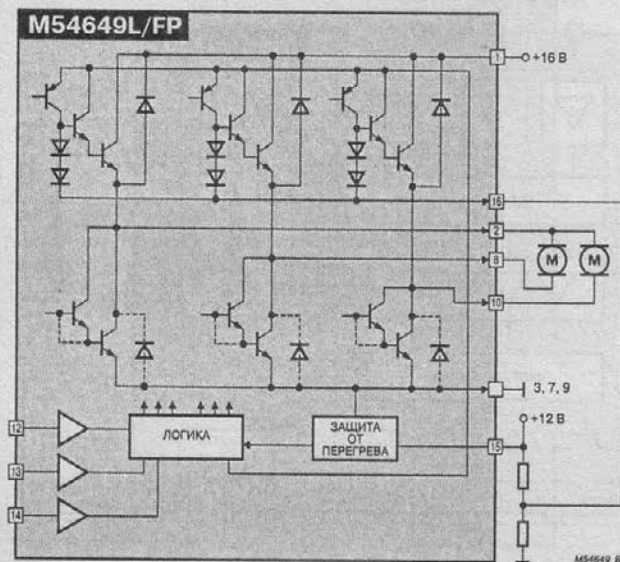 M54649L/FP
1
+16 В
16
2
8
M
M
10
3, 7, 9
+12 В
12
ЛОГИКА
ЗАЩИТА
ОТ
ПЕРЕГРЕВА
15
13
14